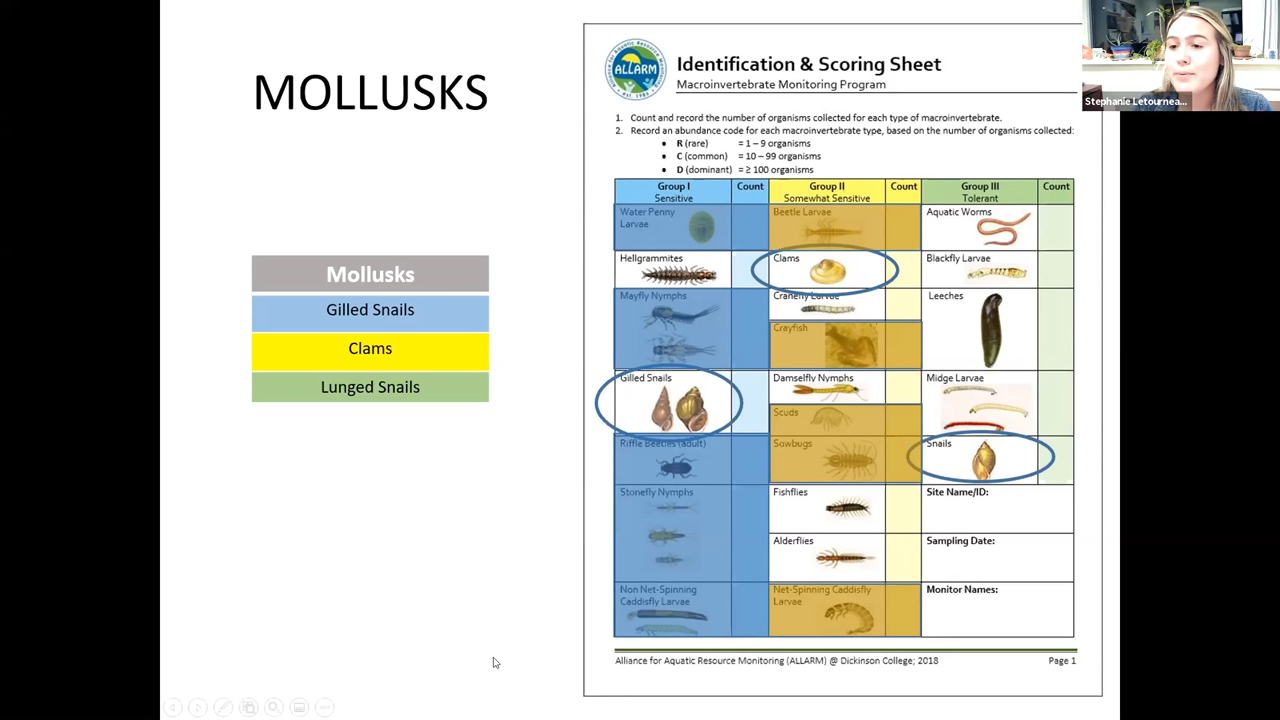 MOLLUSKS
Mollusks
Gilled Snails
Clams
Lunged Snails
ALLARM
Identification & Scoring Sheet
Macroinvertebrate Monitoring Program
1. Count and record the number of organisms collected for each type of macroinvertebrate.
2. Record an abundance code for each macroinvertebrate type, based on the number of organisms collected:
• R (rare) = 1 – 9 organisms
• C (common) = 10 – 99 organisms
• D (dominant) = ≥ 100 organisms
Group I
Sensitive
Count
Group II
Somewhat Sensitive
Count
Group III
Tolerant
Count
Water Penny
Larvae
Beetle Larvae
Aquatic Worms
Hellgrammites
Clams
Blackfly Larvae
Mayfly Nymphs
Cranefly Larvae
Leeches
Crayfish
Gilled Snails
Damselfly Nymphs
Midge Larvae
Scuds
Riffle Beetles (adult)
Sowbugs
Snails
Stonefly Nymphs
Fishflies
Site Name/ID:
Alderflies
Sampling Date:
Non Net-Spinning
Caddisfly Larvae
Net-Spinning Caddisfly
Larvae
Monitor Names:
Alliance for Aquatic Resource Monitoring (ALLARM) @ Dickinson College; 2018
Page 1
Stephanie Letournea...